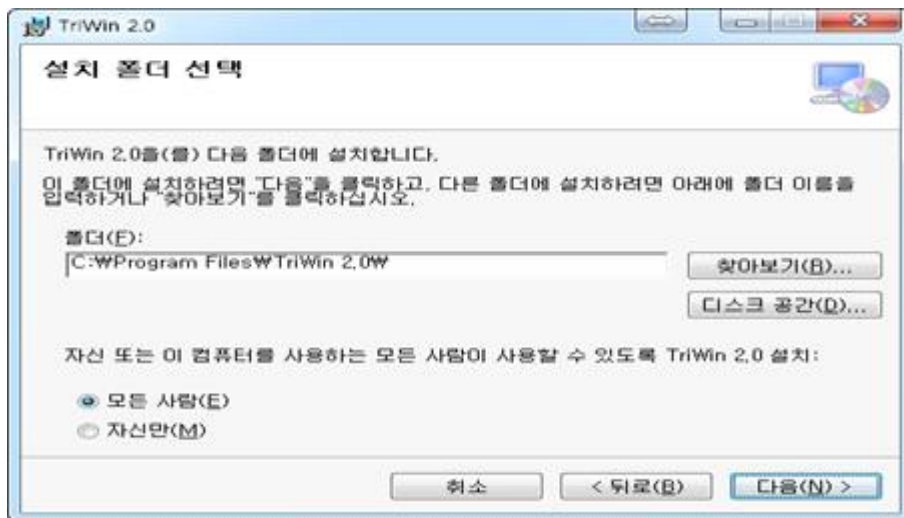 TriWin 2.0
설치 폴더 선택
TriWin 2.0을(를) 다음 폴더에 설치합니다.
이 폴더에 설치하려면 "다음"을 클릭하고, 다른 폴더에 설치하려면 아래에 폴더 이름을
입력하거나 "찾아보기"를 클릭하십시오.
폴더(F):
C:₩Program Files₩TriWin 2.0₩
찾아보기(R)...
디스크 공간(D)...
자신 또는 이 컴퓨터를 사용하는 모든 사람이 사용할 수 있도록 TriWin 2.0 설치:
모든 사람(E)
자신만(M)
취소
< 뒤로(B)
다음(N) >